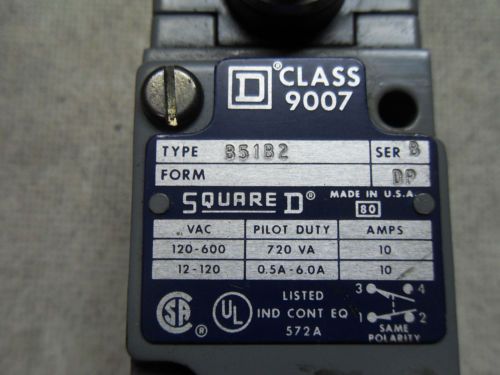 D® CLASS
9007
TYPE B51B2 SER B
FORM DP
SQUARE D® MADE IN U.S.A.
80
VAC PILOT DUTY AMPS
120-600 720 VA 10
12-120 0.5A-6.0A 10
SA ® UL ® LISTED
IND CONT EQ
572A
3 4
1 2
SAME
POLARITY